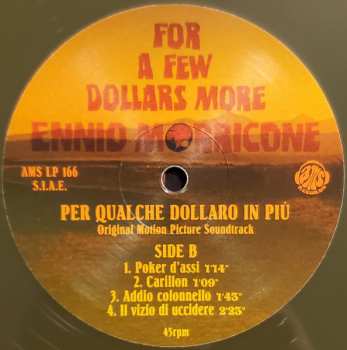 FOR
A FEW
DOLLARS MORE
ENNIO MORRICONE
AMS LP 166
S.I.A.E.
AMS
PER QUALCHE DOLLARO IN PIÙ
Original Motion Picture Soundtrack
SIDE B
1. Poker d'assi 1'14"
2. Carillon 1'09"
3. Addio colonnello 1'45"
4. Il vizio di uccidere 2'25"
45rpm